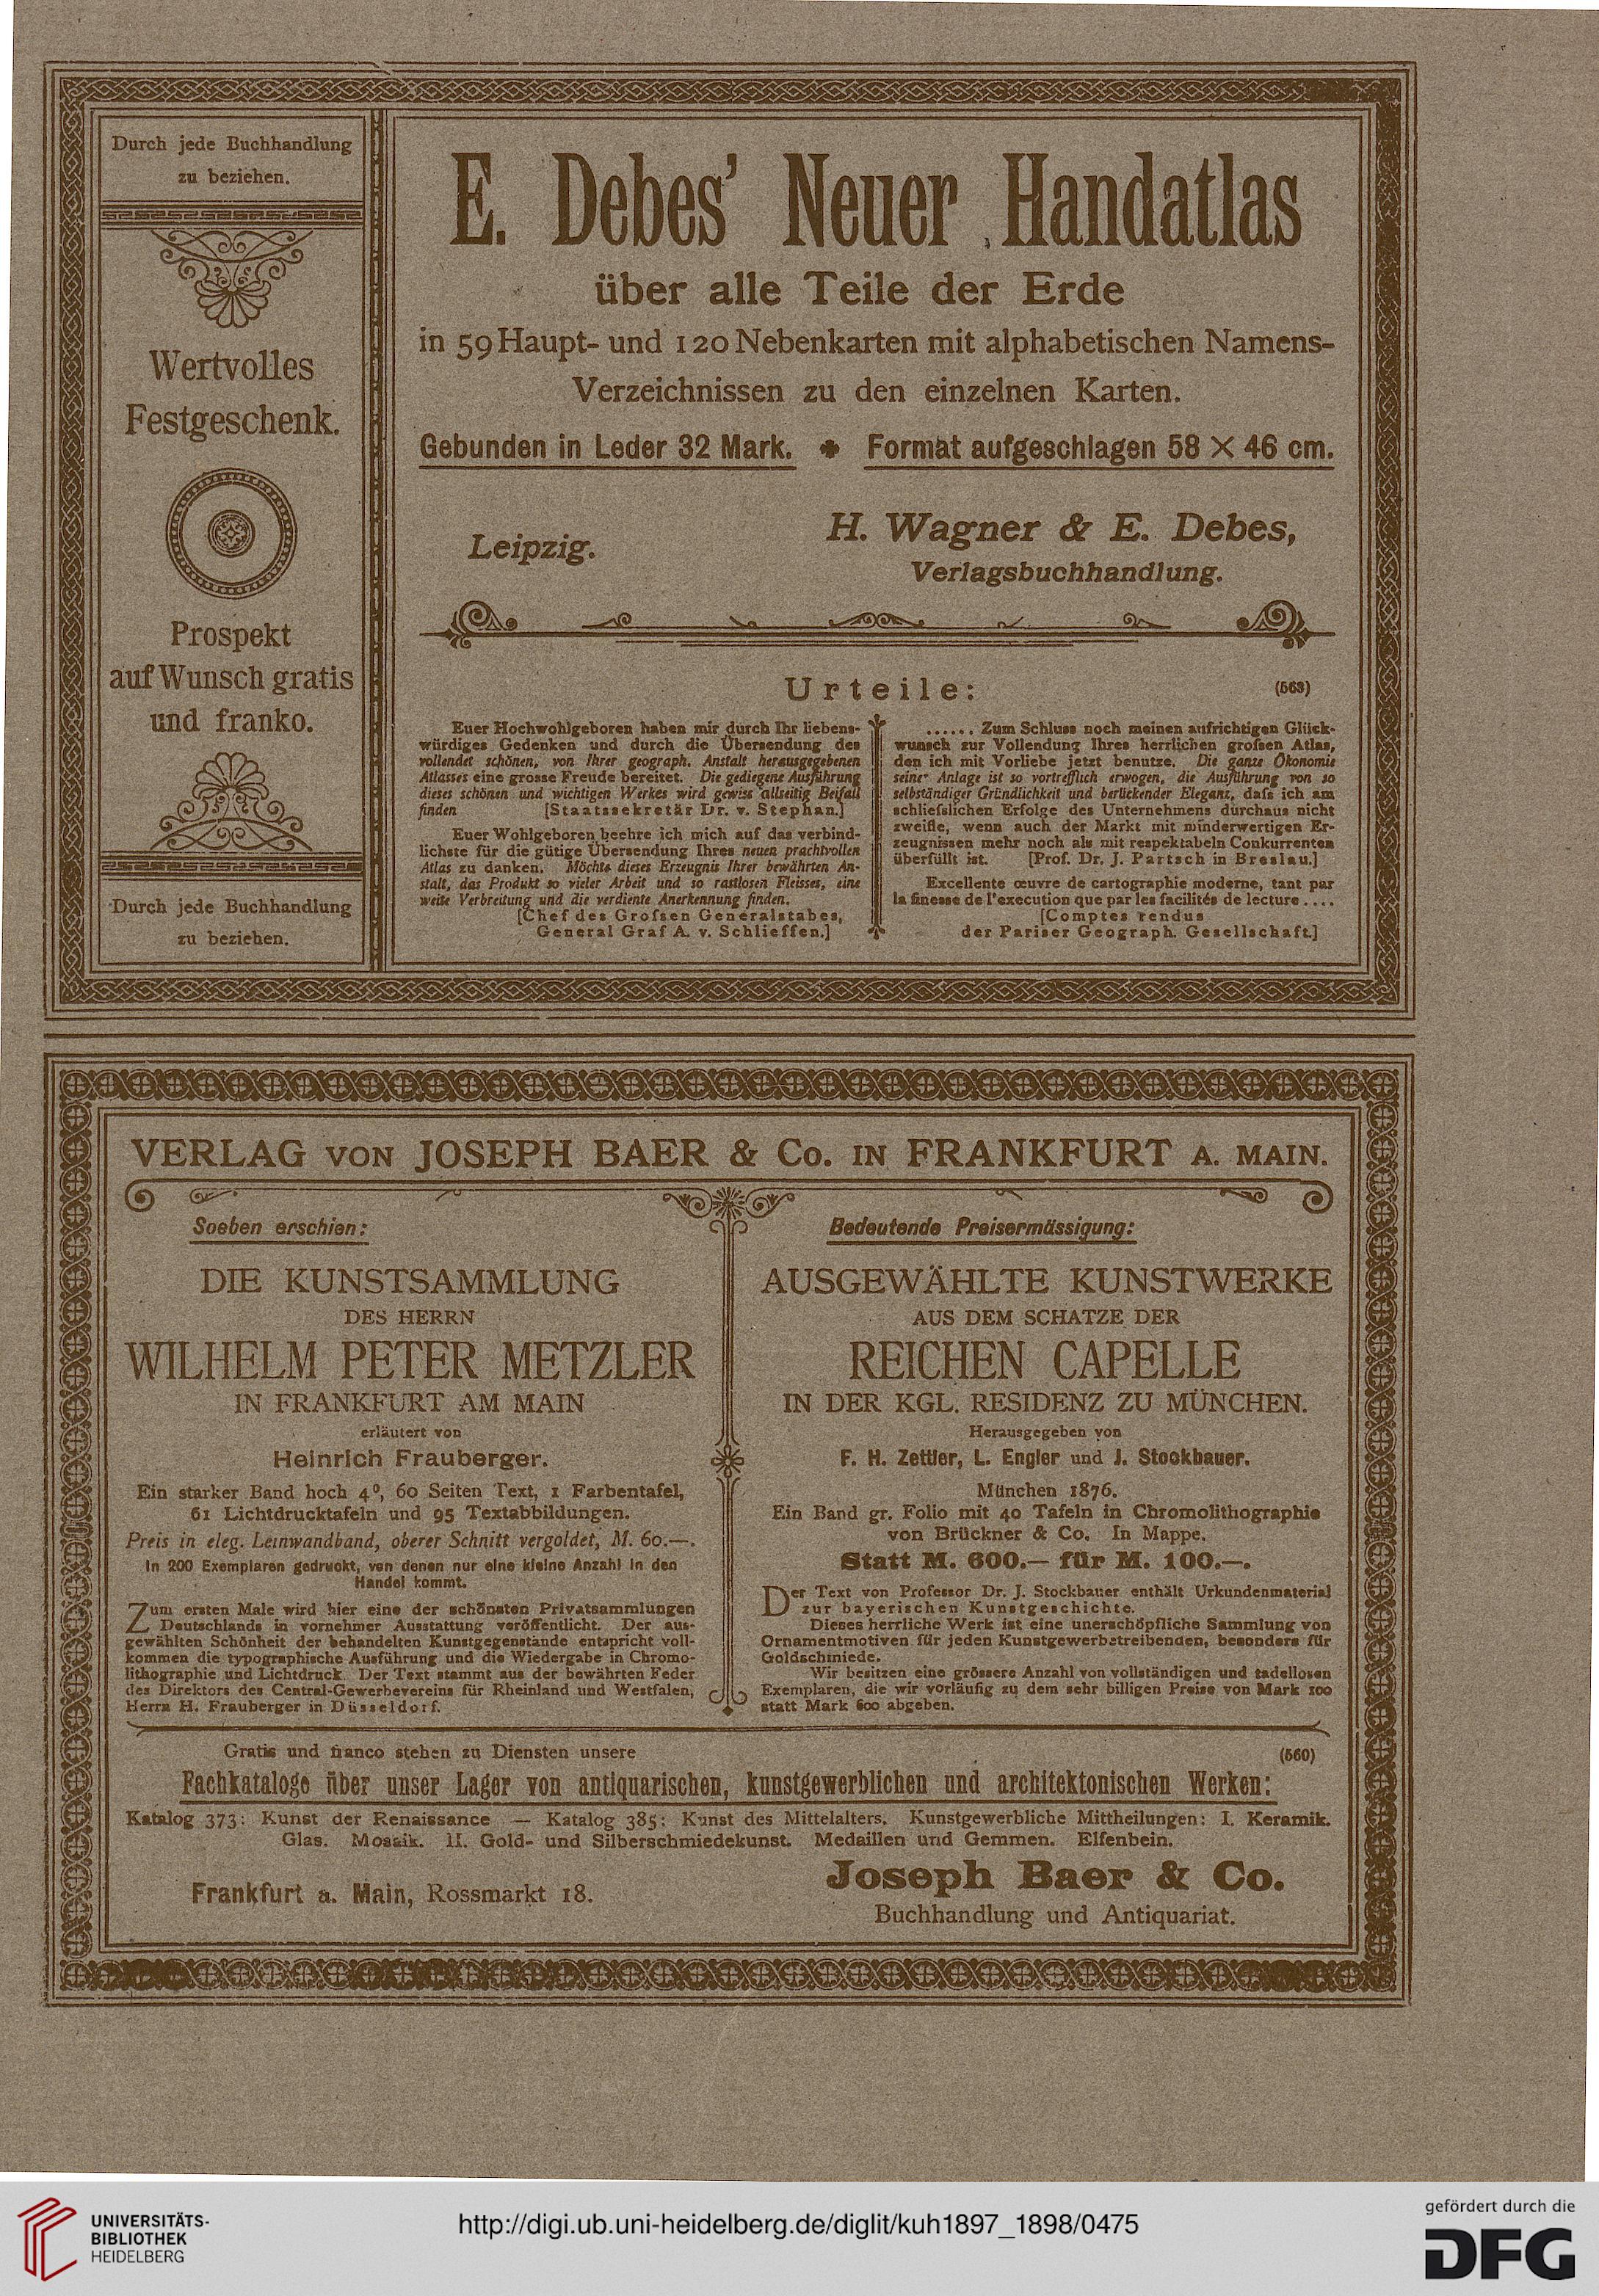 Durch jede Buchhandlung
zu beziehen.
Wertvolles
Festgeschenk.
Prospekt
auf Wunsch gratis
und franko.
Durch jede Buchhandlung
zu beziehen.
E. Debes' Neuer Handatlas
über alle Teile der Erde
in 59 Haupt- und 120 Nebenkarten mit alphabetischen Namens-
Verzeichnissen zu den einzelnen Karten.
Gebunden in Leder 32 Mark. Format aufgeschlagen 58 × 46 cm.
Leipzig.
H. Wagner & E. Debes,
Verlagsbuchhandlung.
Urteile:
(563)
Euer Hochwohlgeboren haben mir durch Ihr liebens-
würdiges Gedenken und durch die Übersendung des
vollendet schönen, von Ihrer geograph. Anstalt herausgegebenen
Atlasses eine grosse Freude bereitet. Die gediegene Ausführung
dieses schönen und wichtigen Werkes wird gewiss allseitig Beifall
finden [Staatssekretär Dr. v. Stephan.]
Euer Wohlgeboren beehre ich mich auf das verbind-
lichste für die gütige Übersendung Ihres neuen prachtvollen
Atlas zu danken. Möchte dieses Erzeugnis Ihrer bewährten An-
stalt, das Produkt so vieler Arbeit und so rastlosen Fleisses, eine
weite Verbreitung und die verdiente Anerkennung finden.
[Chef des Grofsen Generalstabes,
General Graf A. v. Schlieffen.]
...... Zum Schluss noch meinen aufrichtigen Glück-
wunsch zur Vollendung Ihres herrlichen grofsen Atlas,
den ich mit Vorliebe jetzt benutze. Die ganze Ökonomie
seiner Anlage ist so vortrefflich erwogen, die Ausführung von so
selbständiger Gründlichkeit und berückender Eleganz, dafs ich am
schliefslichen Erfolge des Unternehmens durchaus nicht
zweifle, wenn auch der Markt mit minderwertigen Er-
zeugnissen mehr noch als mit respektabeln Conkurrenten
überfüllt ist. [Prof. Dr. J. Partsch in Breslau.]
Excellente œuvre de cartographie moderne, tant par
la finesse de l'execution que par les facilités de lecture ....
[Comptes rendus
der Pariser Geograph. Gesellschaft.]
VERLAG VON JOSEPH BAER & Co. IN FRANKFURT A. MAIN.
Soeben erschien:
DIE KUNSTSAMMLUNG
DES HERRN
WILHELM PETER METZLER
IN FRANKFURT AM MAIN
erläutert von
Heinrich Frauberger.
Ein starker Band hoch 4⁰, 60 Seiten Text, 1 Farbentafel,
61 Lichtdrucktafeln und 95 Textabbildungen.
Preis in eleg. Leinwandband, oberer Schnitt vergoldet, M. 60.—.
In 200 Exemplaren gedruckt, von denen nur eine kleine Anzahl in den
Handel kommt.
Zum ersten Male wird hier eine der schönsten Privatsammlungen
Deutschlands in vornehmer Ausstattung veröffentlicht. Der aus-
gewählten Schönheit der behandelten Kunstgegenstände entspricht voll-
kommen die typographische Ausführung und die Wiedergabe in Chromo-
lithographie und Lichtdruck. Der Text stammt aus der bewährten Feder
des Direktors des Central-Gewerbevereins für Rheinland und Westfalen,
Herrn H. Frauberger in Düsseldorf.
Bedeutende Preisermässigung:
AUSGEWÄHLTE KUNSTWERKE
AUS DEM SCHATZE DER
REICHEN CAPELLE
IN DER KGL. RESIDENZ ZU MÜNCHEN.
Herausgegeben von
F. H. Zettler, L. Engler und J. Stockbauer.
München 1876.
Ein Band gr. Folio mit 40 Tafeln in Chromolithographie
von Brückner & Co. In Mappe.
Statt M. 600.— für M. 100.—.
Der Text von Professor Dr. J. Stockbauer enthält Urkundenmaterial
zur bayerischen Kunstgeschichte.
Dieses herrliche Werk ist eine unerschöpfliche Sammlung von
Ornamentmotiven für jeden Kunstgewerbetreibenden, besonders für
Goldschmiede.
Wir besitzen eine grössere Anzahl von vollständigen und tadellosen
Exemplaren, die wir vorläufig zu dem sehr billigen Preise von Mark 100
statt Mark 600 abgeben.
Gratis und franco stehen zu Diensten unsere
(560)
Fachkataloge über unser Lager von antiquarischen, kunstgewerblichen und architektonischen Werken:
Katalog 373: Kunst der Renaissance — Katalog 385: Kunst des Mittelalters. Kunstgewerbliche Mittheilungen: I. Keramik.
Glas. Mosaik. II. Gold- und Silberschmiedekunst. Medaillen und Gemmen. Elfenbein.
Frankfurt a. Main, Rossmarkt 18.
Joseph Baer & Co.
Buchhandlung und Antiquariat.
UNIVERSITÄTS-
BIBLIOTHEK
HEIDELBERG
http://digi.ub.uni-heidelberg.de/diglit/kuh1897_1898/0475
gefördert durch die
DFG